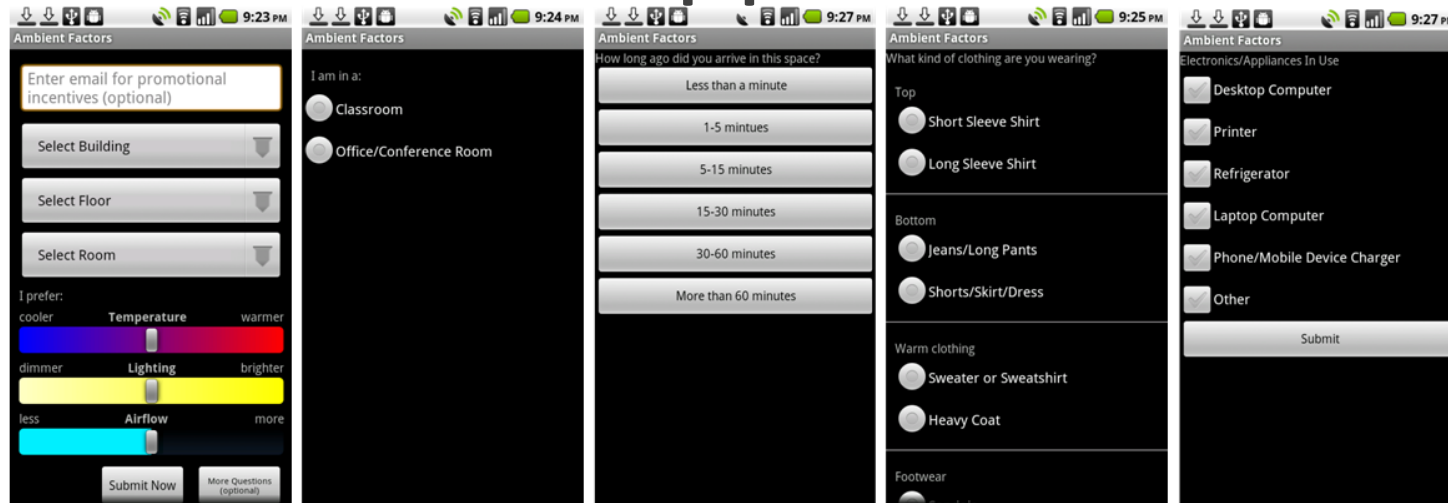 9:23 PM
Ambient Factors
Enter email for promotional
incentives (optional)
Select Building
Select Floor
Select Room
I prefer:
cooler Temperature warmer
dimmer Lighting brighter
less Airflow more
Submit Now
More Questions
(optional)
9:24 PM
Ambient Factors
I am in a:
Classroom
Office/Conference Room
9:27 PM
Ambient Factors
How long ago did you arrive in this space?
Less than a minute
1-5 mintues
5-15 minutes
15-30 minutes
30-60 minutes
More than 60 minutes
9:25 PM
Ambient Factors
What kind of clothing are you wearing?
Top
Short Sleeve Shirt
Long Sleeve Shirt
Bottom
Jeans/Long Pants
Shorts/Skirt/Dress
Warm clothing
Sweater or Sweatshirt
Heavy Coat
Footwear
9:27
Ambient Factors
Electronics/Appliances In Use
Desktop Computer
Printer
Refrigerator
Laptop Computer
Phone/Mobile Device Charger
Other
Submit